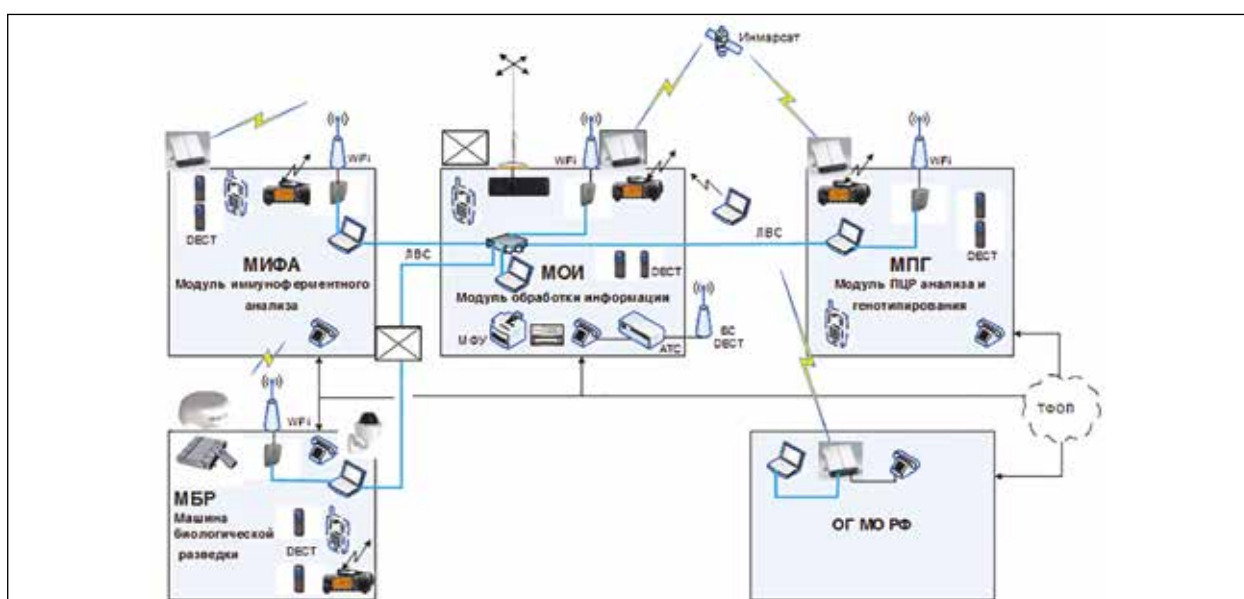 Инмарсат
WiFi
WiFi
WiFi
DECT
ЛВС
ЛВС
МИФА
Модуль иммуноферментного
анализа
МОИ
DECT
Модуль обработки информации
МФУ
АТС
БС
DECT
МПГ
DECT
Модуль ПЦР анализа и
генотипирования
WiFi
ТФОП
МБР
Машина
биологической
разведки
DECT
ОГ МО РФ